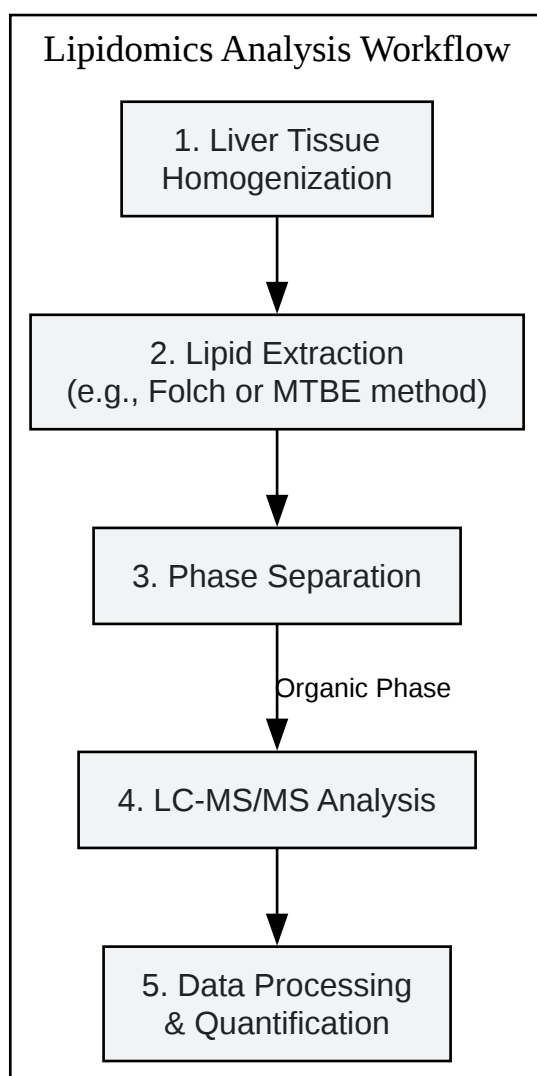 Lipidomics Analysis Workflow
1. Liver Tissue
Homogenization
2. Lipid Extraction
(e.g., Folch or MTBE method)
3. Phase Separation
Organic Phase
4. LC-MS/MS Analysis
5. Data Processing
& Quantification